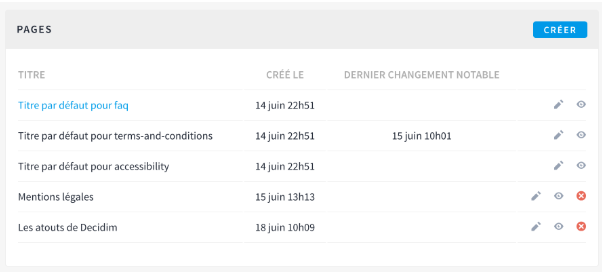 PAGES
CRÉER
TITRE CRÉÉ LE DERNIER CHANGEMENT NOTABLE
Titre par défaut pour faq 14 juin 22h51
Titre par défaut pour terms-and-conditions 14 juin 22h51 15 juin 10h01
Titre par défaut pour accessibility 14 juin 22h51
Mentions légales 15 juin 13h13
Les atouts de Decidim 18 juin 10h09